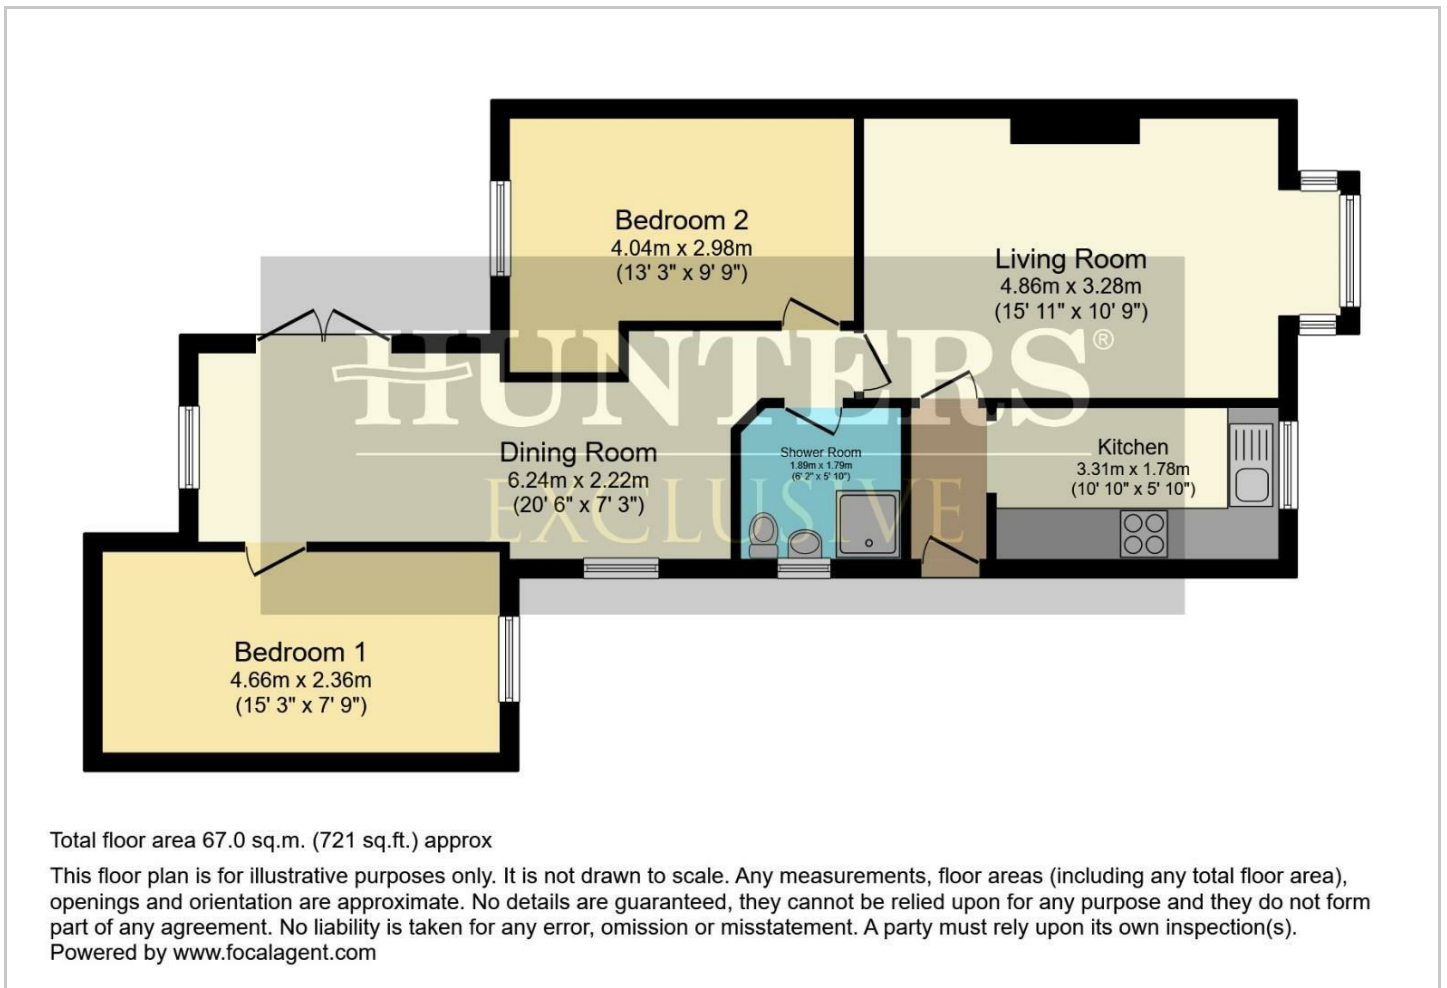 Bedroom 2
4.04m x 2.98m
(13' 3" x 9' 9")
Living Room
4.86m x 3.28m
(15' 11" x 10' 9")
HUNTERS®
EXCLUSIVE
Dining Room
6.24m x 2.22m
(20' 6" x 7' 3")
Shower Room
1.89m x 1.79m
(6' 2" x 5' 10")
Kitchen
3.31m x 1.78m
(10' 10" x 5' 10")
Bedroom 1
4.66m x 2.36m
(15' 3" x 7' 9")
Total floor area 67.0 sq.m. (721 sq.ft.) approx
This floor plan is for illustrative purposes only. It is not drawn to scale. Any measurements, floor areas (including any total floor area),
openings and orientation are approximate. No details are guaranteed, they cannot be relied upon for any purpose and they do not form
part of any agreement. No liability is taken for any error, omission or misstatement. A party must rely upon its own inspection(s).
Powered by www.focalagent.com